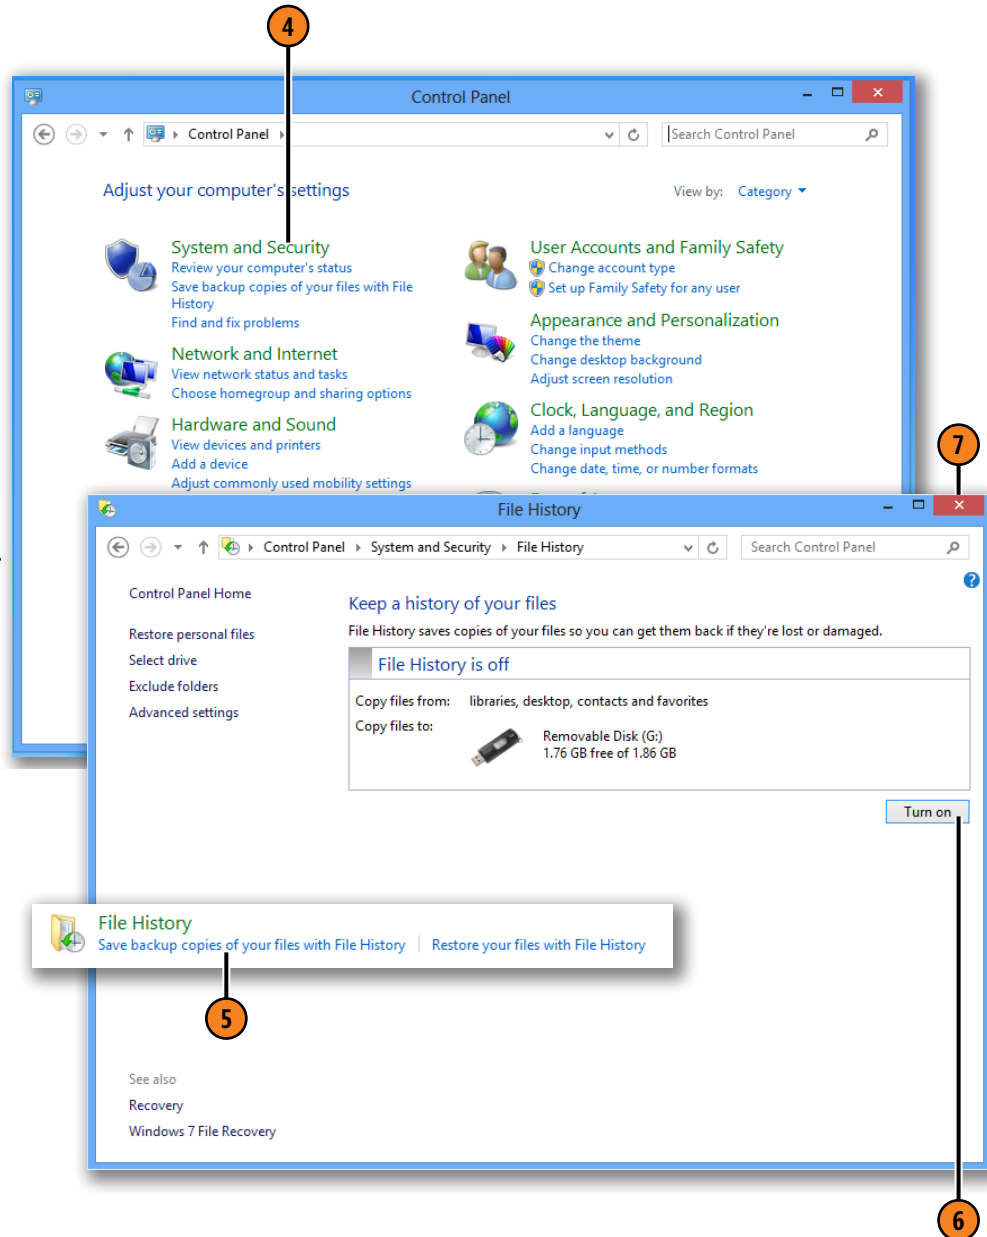 4
Control Panel
Control Panel
Search Control Panel
Adjust your computer's settings
View by: Category
System and Security
Review your computer's status
Save backup copies of your files with File
History
Find and fix problems
Network and Internet
View network status and tasks
Choose homegroup and sharing options
Hardware and Sound
View devices and printers
Add a device
Adjust commonly used mobility settings
User Accounts and Family Safety
Change account type
Set up Family Safety for any user
Appearance and Personalization
Change the theme
Change desktop background
Adjust screen resolution
Clock, Language, and Region
Add a language
Change input methods
Change date, time, or number formats
7
File History
Control Panel System and Security File History
Search Control Panel
Control Panel Home
Restore personal files
Select drive
Exclude folders
Advanced settings
Keep a history of your files
File History saves copies of your files so you can get them back if they're lost or damaged.
File History is off
Copy files from: libraries, desktop, contacts and favorites
Copy files to:
Removable Disk (G:)
1.76 GB free of 1.86 GB
Turn on
File History
Save backup copies of your files with File History Restore your files with File History
5
See also
Recovery
Windows 7 File Recovery
6